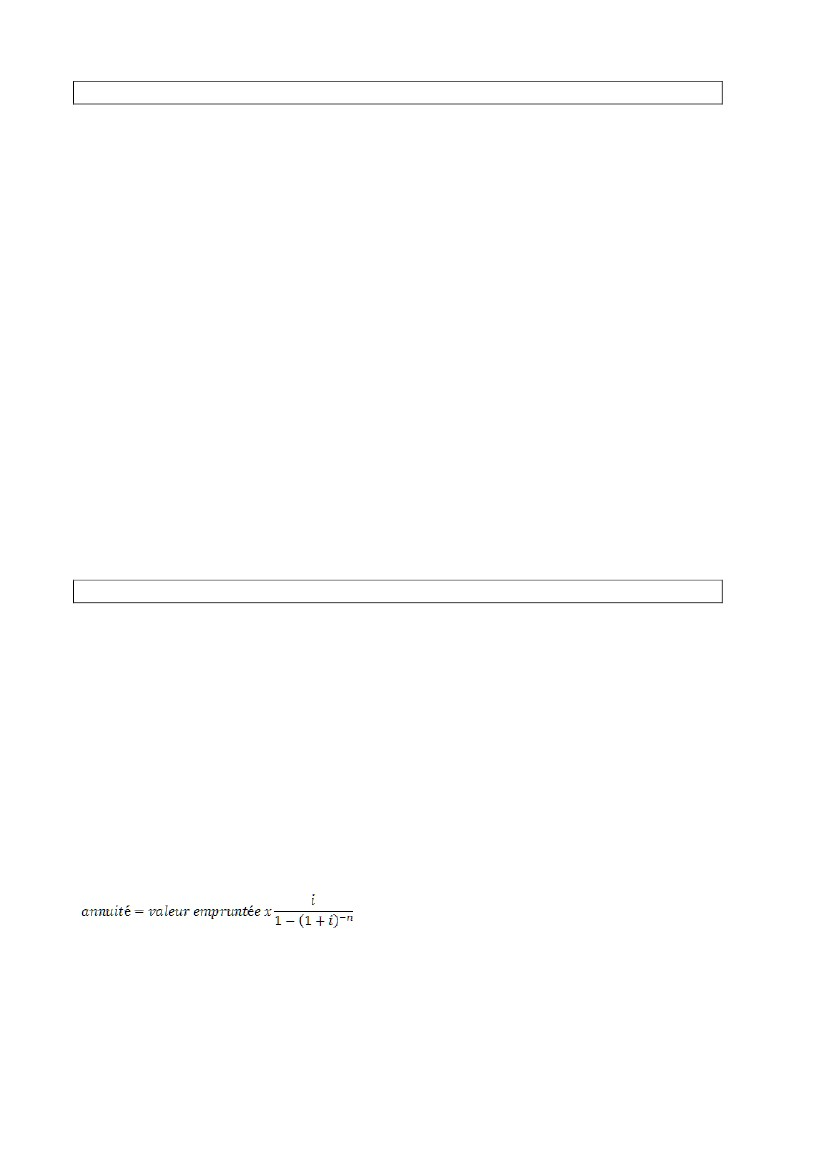 annuité = valeur empruntée x i / 1 − (1 + i)⁻ⁿ